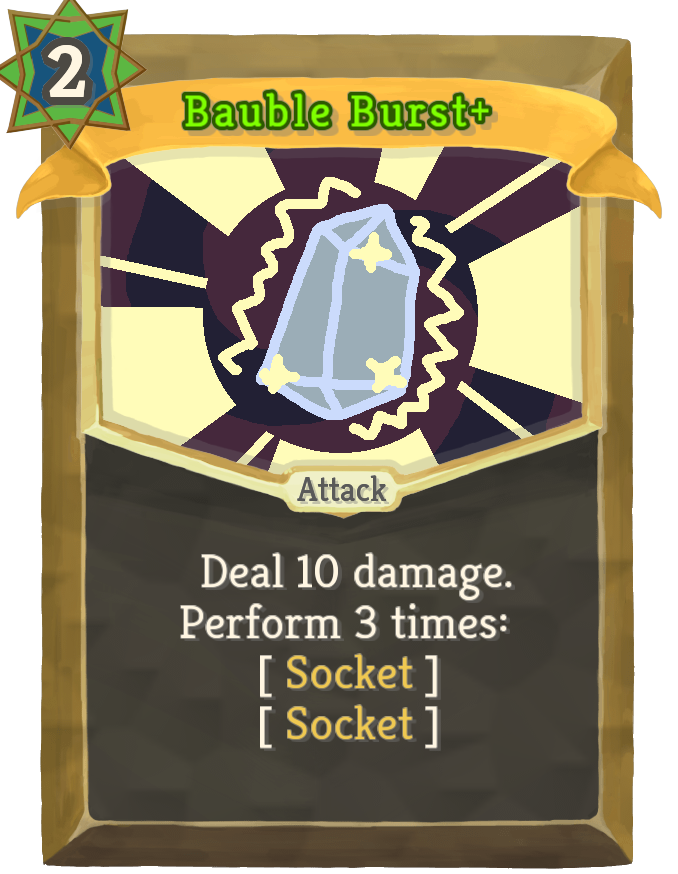 2
Bauble Burst+
Attack
Deal 10 damage.
Perform 3 times:
[ Socket ]
[ Socket ]